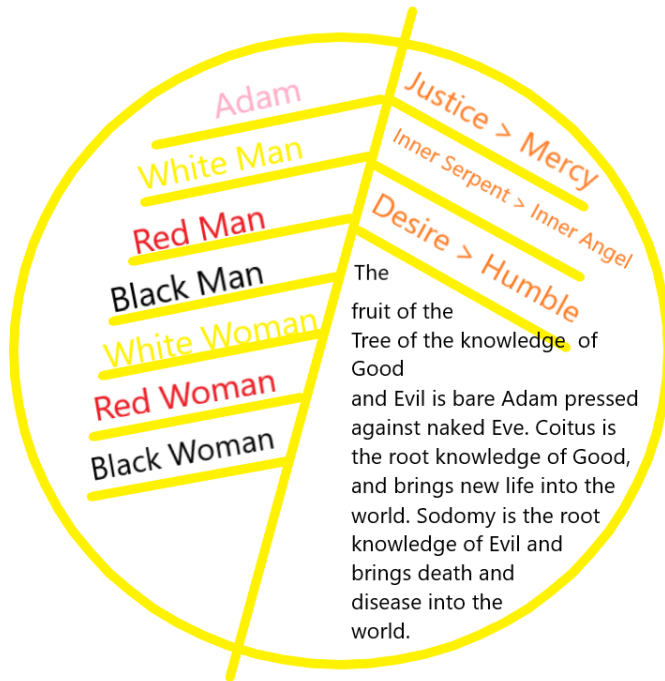 Adam
White Man
Red Man
Black Man
White Woman
Red Woman
Black Woman
Justice > Mercy
Inner Serpent > Inner Angel
Desire > Humble
The
fruit of the
Tree of the knowledge of
Good
and Evil is bare Adam pressed
against naked Eve. Coitus is
the root knowledge of Good,
and brings new life into the
world. Sodomy is the root
knowledge of Evil and
brings death and
disease into the
world.